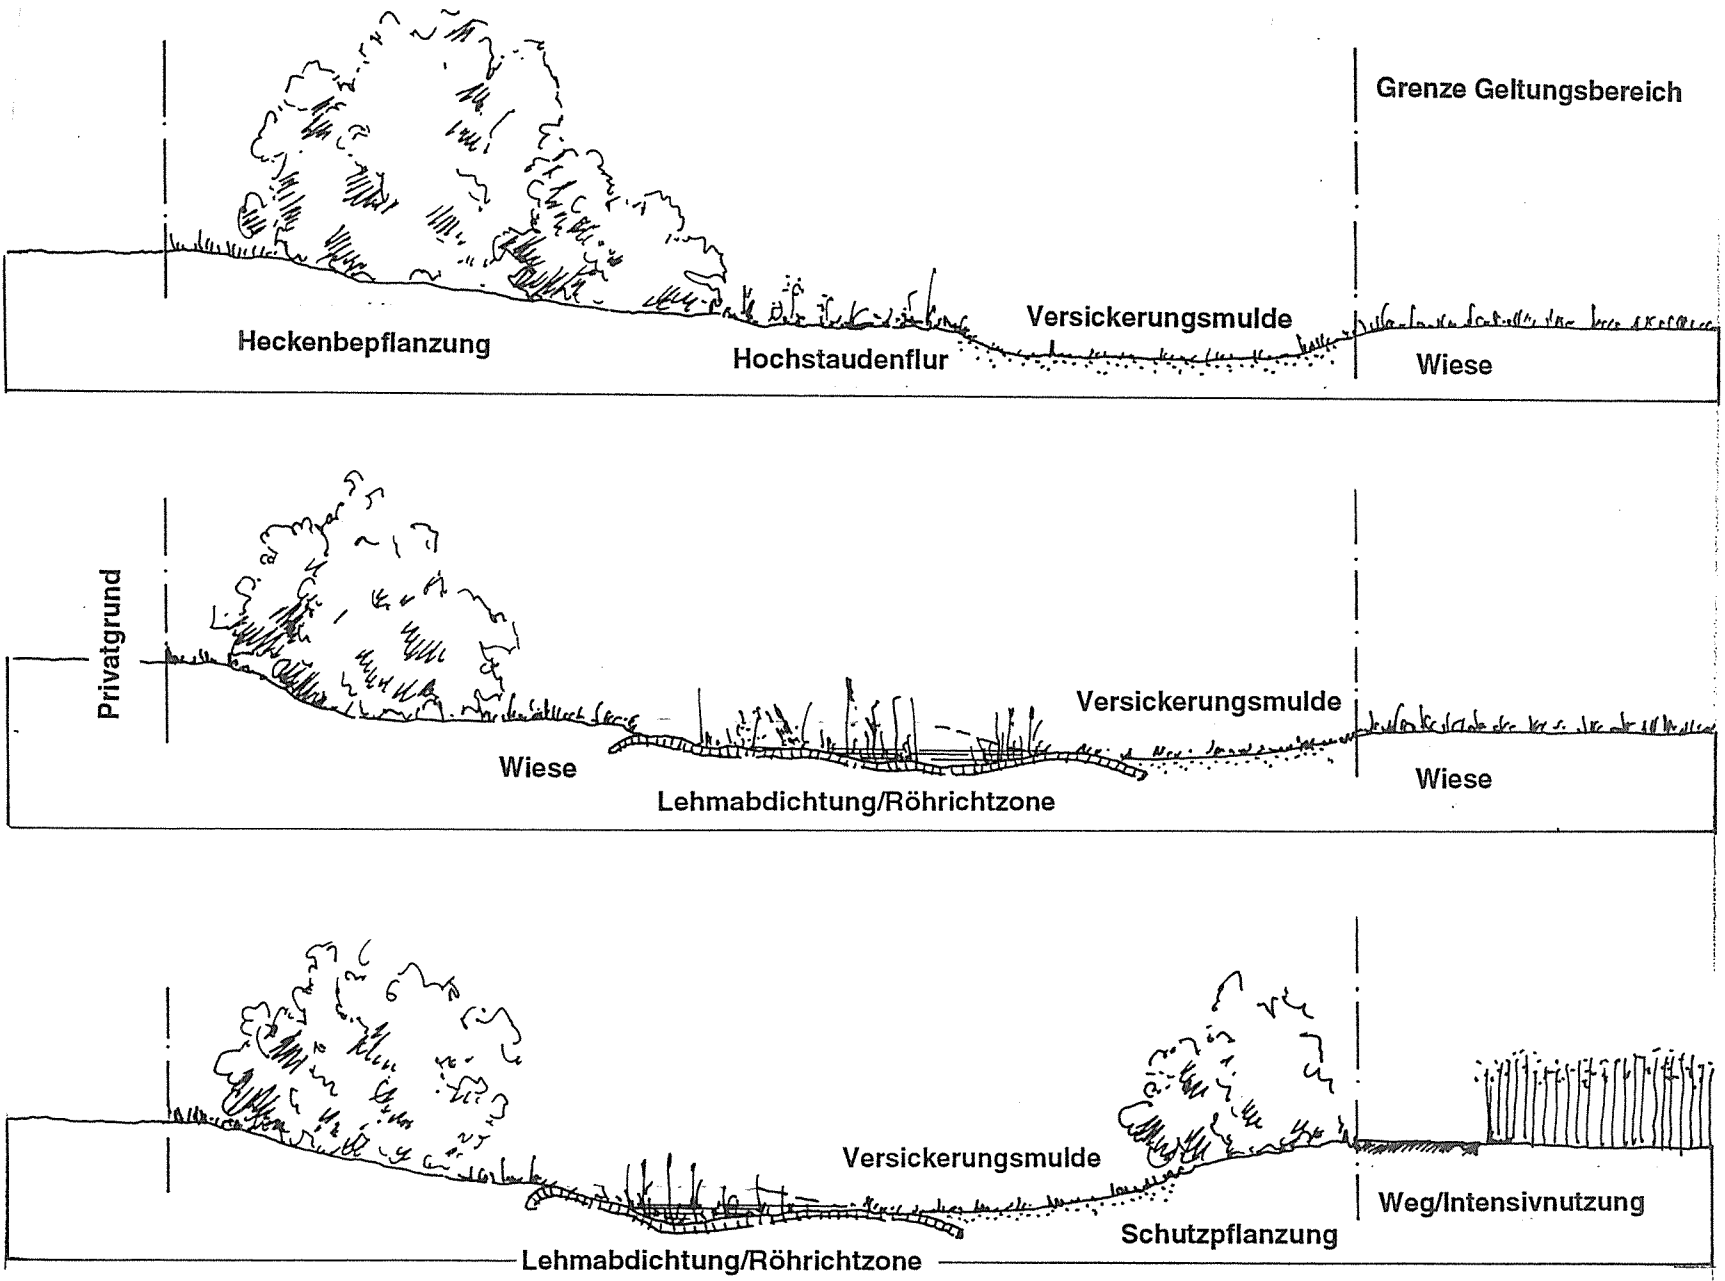 Grenze Geltungsbereich
Versickerungsmulde
Heckenbepflanzung
Hochstaudenflur
Wiese
Privatgrund
Versickerungsmulde
Wiese
Wiese
Lehmabdichtung/Röhrichtzone
Versickerungsmulde
Weg/Intensivnutzung
Schutzpflanzung
Lehmabdichtung/Röhrichtzone